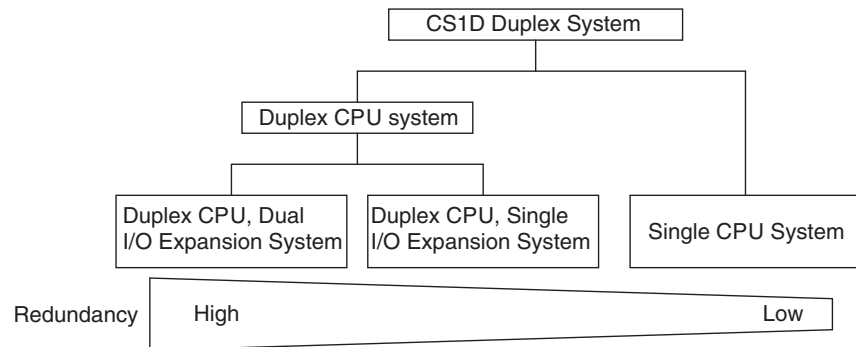 CS1D Duplex System
Duplex CPU system
Duplex CPU, Dual
I/O Expansion System
Duplex CPU, Single
I/O Expansion System
Single CPU System
Redundancy
High
Low